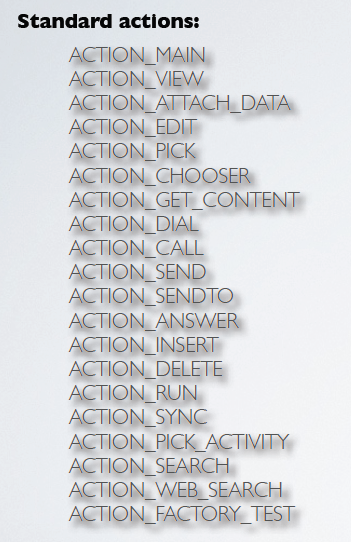 Standard actions:
ACTION_MAIN
ACTION_VIEW
ACTION_ATTACH_DATA
ACTION_EDIT
ACTION_PICK
ACTION_CHOOSER
ACTION_GET_CONTENT
ACTION_DIAL
ACTION_CALL
ACTION_SEND
ACTION_SENDTO
ACTION_ANSWER
ACTION_INSERT
ACTION_DELETE
ACTION_RUN
ACTION_SYNC
ACTION_PICK_ACTIVITY
ACTION_SEARCH
ACTION_WEB_SEARCH
ACTION_FACTORY_TEST